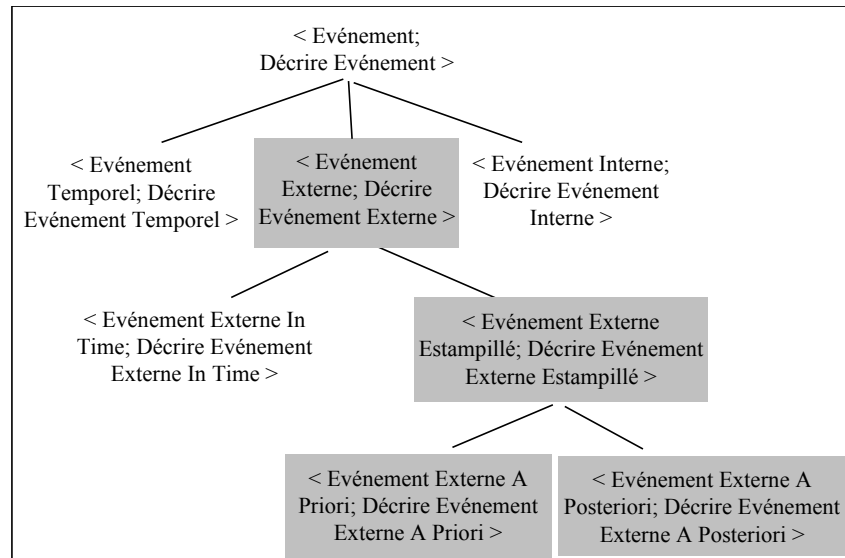 < Evénement;
Décrire Evénement >
< Evénement
Temporel; Décrire
Evénement Temporel >
< Evénement
Externe; Décrire
Evénement Externe >
< Evénement Interne;
Décrire Evénement
Interne >
< Evénement Externe In
Time; Décrire Evénement
Externe In Time >
< Evénement Externe
Estampillé; Décrire Evénement
Externe Estampillé >
< Evénement Externe A
Priori; Décrire Evénement
Externe A Priori >
< Evénement Externe A
Posteriori; Décrire Evénement
Externe A Posteriori >